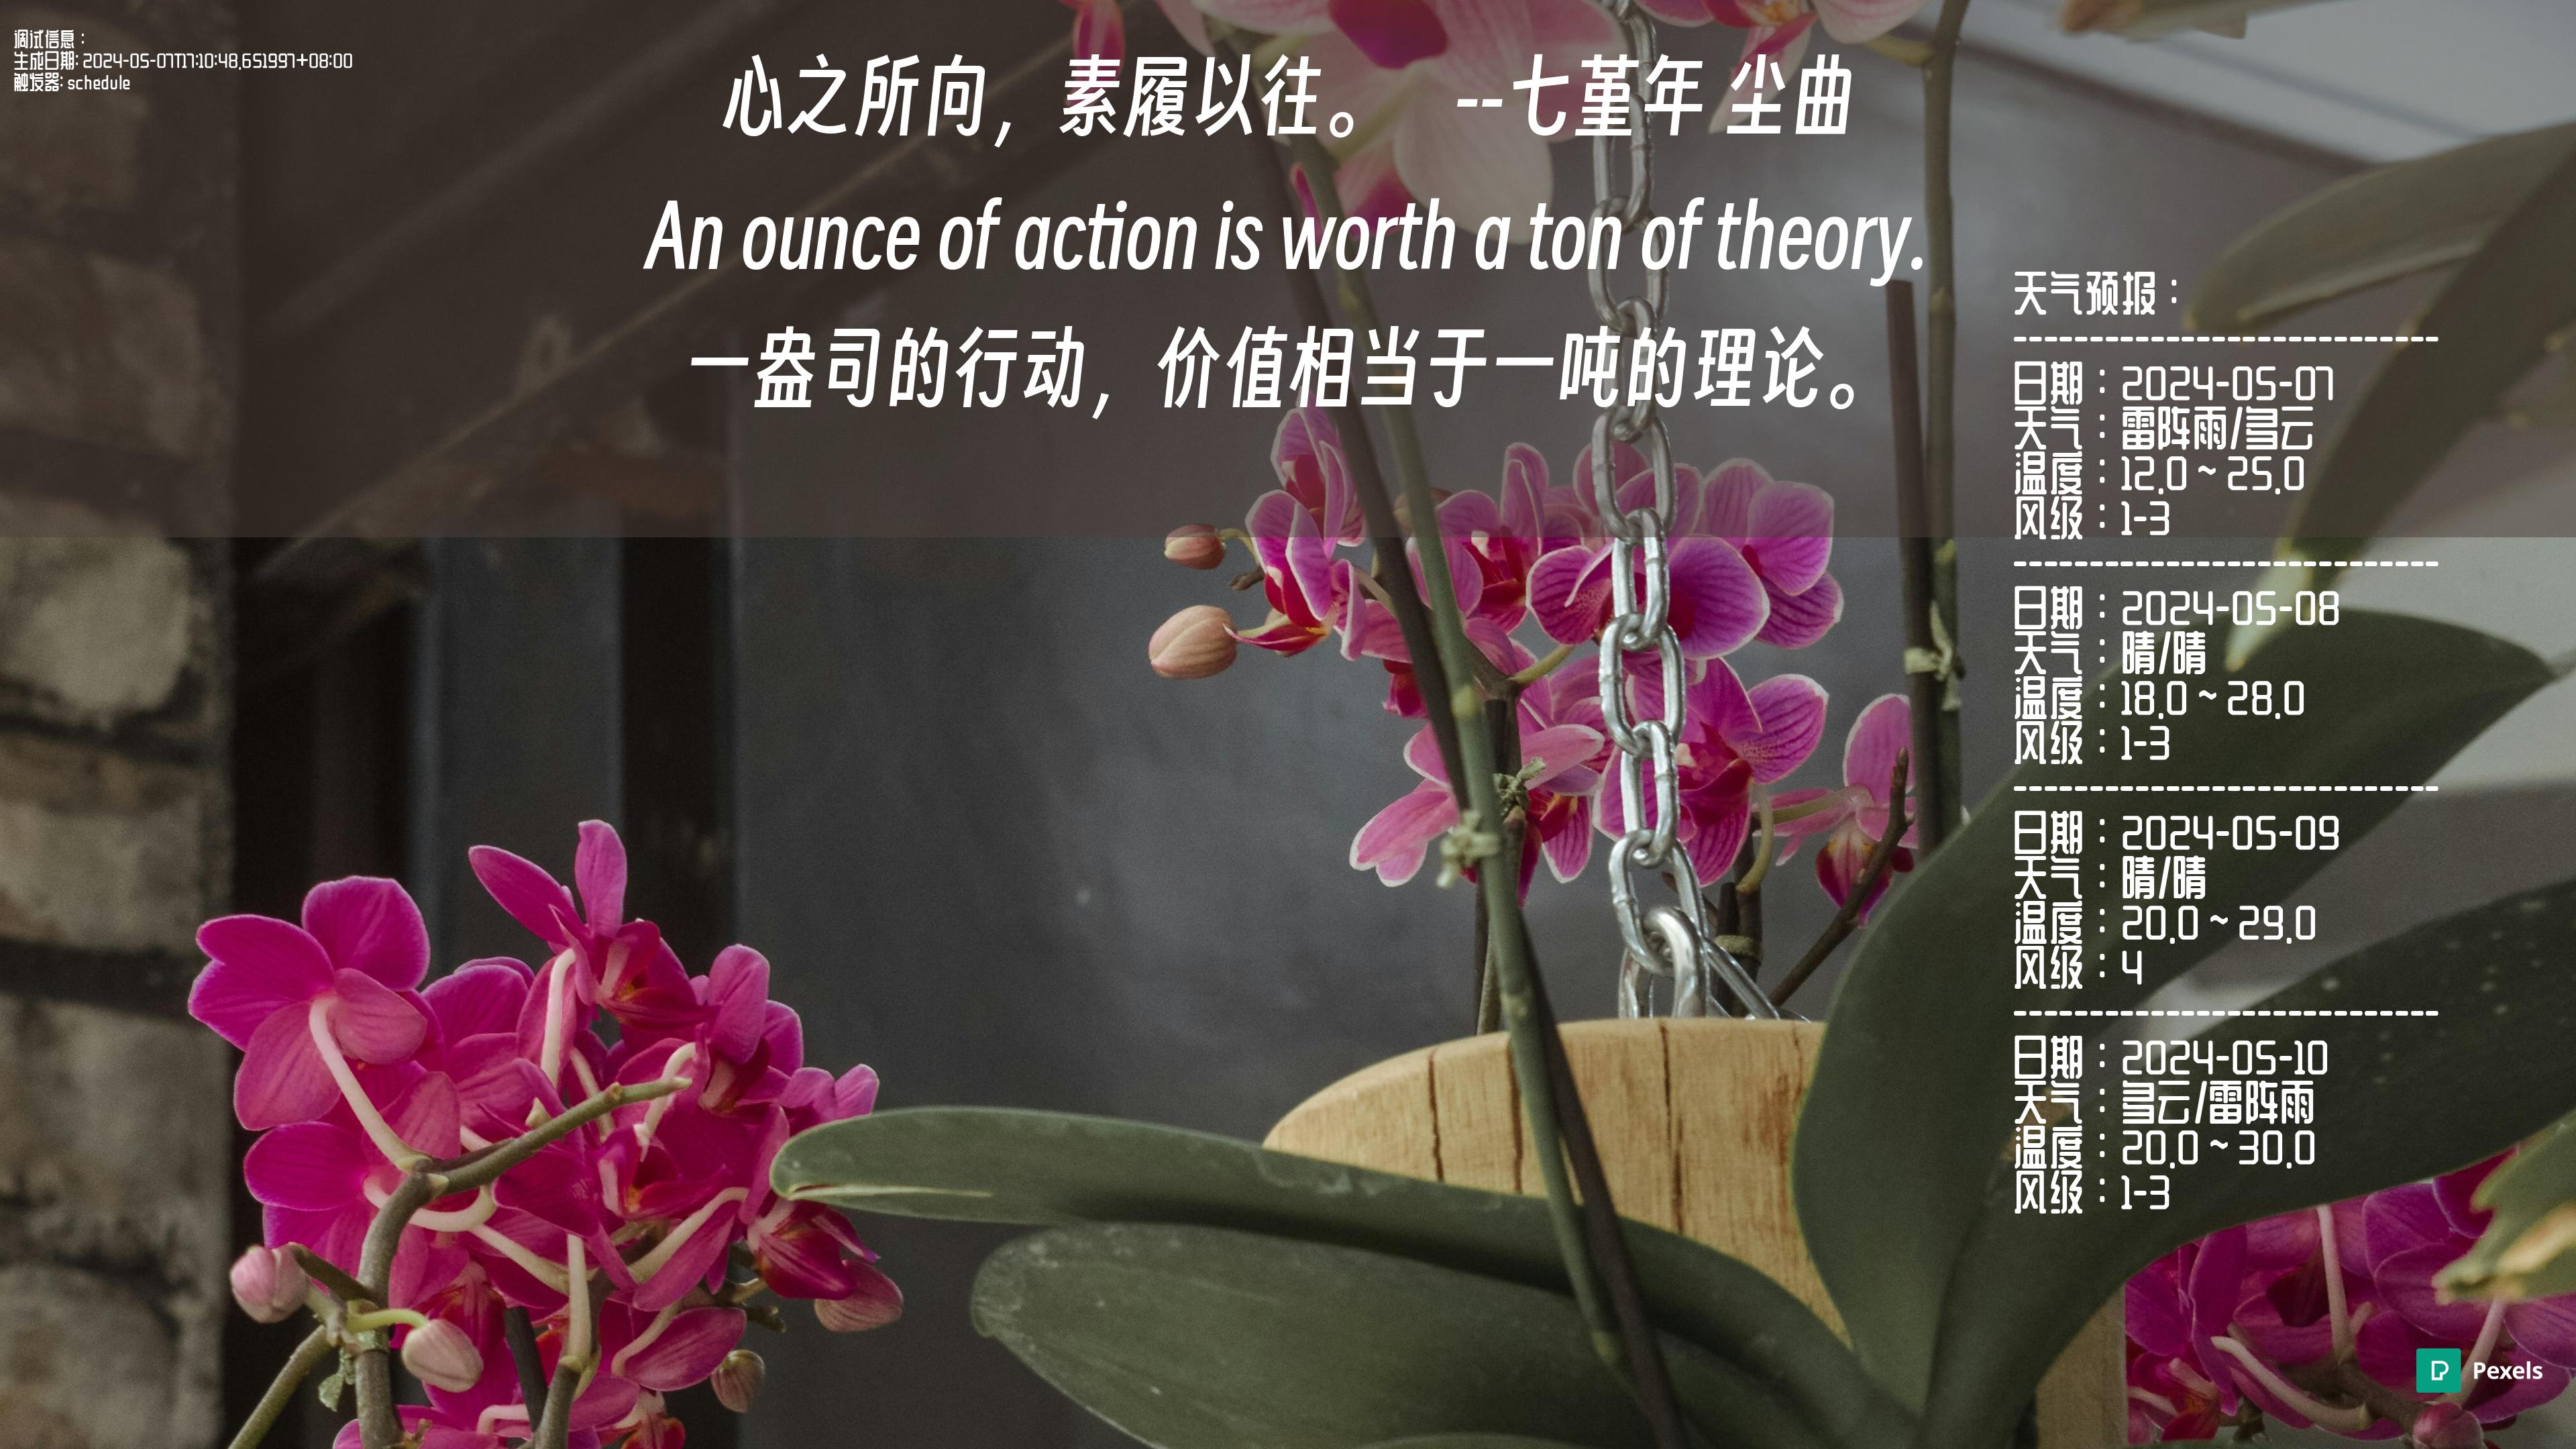 调试信息：
生成日期: 2024-05-07T17:10:48.651997+08:00
触发器: schedule
心之所向，素履以往。 --七堇年 尘曲
An ounce of action is worth a ton of theory.
一盎司的行动，价值相当于一吨的理论。
天气预报：
------------------------------
日期：2024-05-07
天气：雷阵雨/多云
温度：12.0 ~ 25.0
风级：1-3
------------------------------
日期：2024-05-08
天气：晴/晴
温度：18.0 ~ 28.0
风级：1-3
------------------------------
日期：2024-05-09
天气：晴/晴
温度：20.0 ~ 29.0
风级：4
------------------------------
日期：2024-05-10
天气：多云/雷阵雨
温度：20.0 ~ 30.0
风级：1-3
Pexels